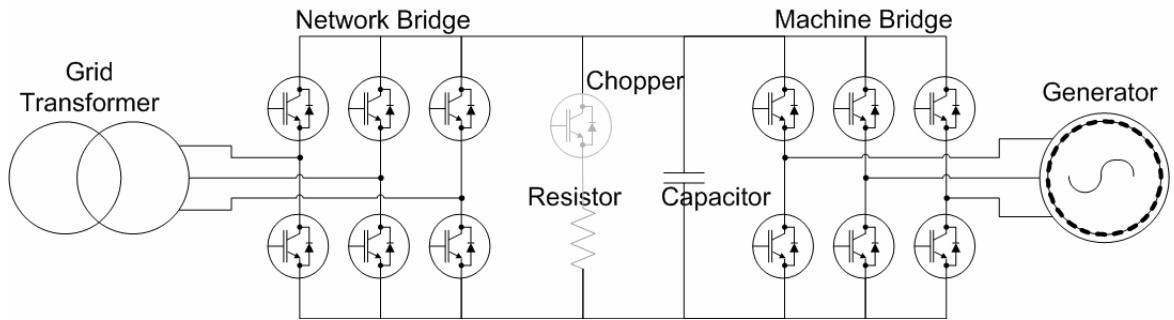 Network Bridge
Machine Bridge
Grid
Transformer
Chopper
Generator
Resistor
Capacitor